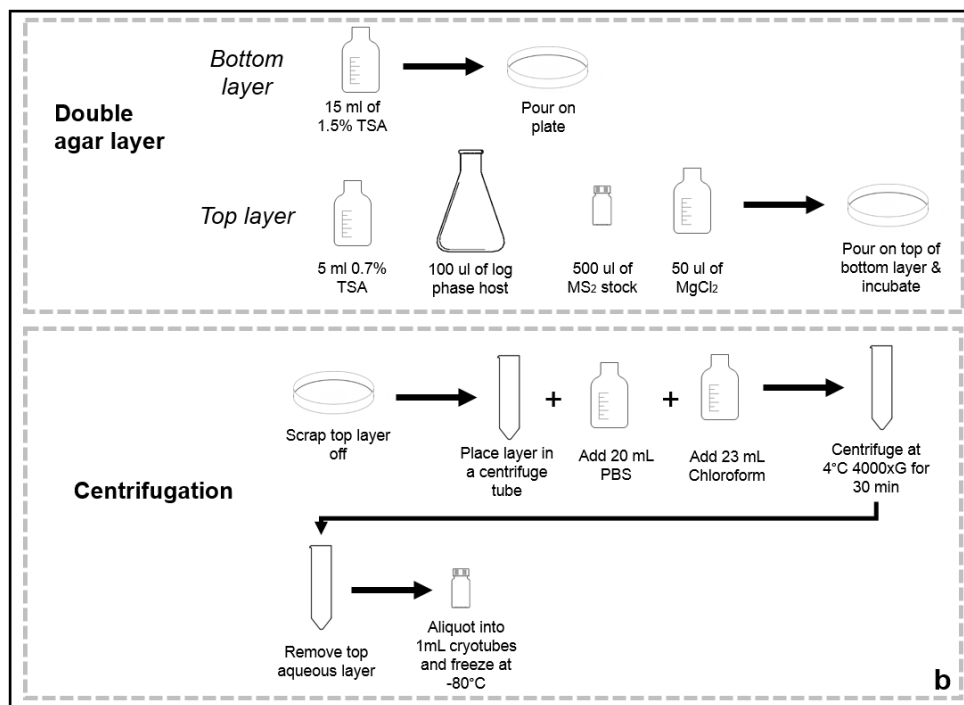 Bottom
layer
15 ml of
1.5% TSA
Pour on
plate
Double
agar layer
Top layer
5 ml 0.7%
TSA
100 ul of log
phase host
500 ul of
MS₂ stock
50 ul of
MgCl₂
Pour on top of
bottom layer &
incubate
Scrap top layer
off
Place layer in
a centrifuge
tube
+
Add 20 mL
PBS
+
Add 23 mL
Chloroform
Centrifuge at
4°C 4000xG for
30 min
Centrifugation
Remove top
aqueous layer
Aliquot into
1mL cryotubes
and freeze at
-80°C
b